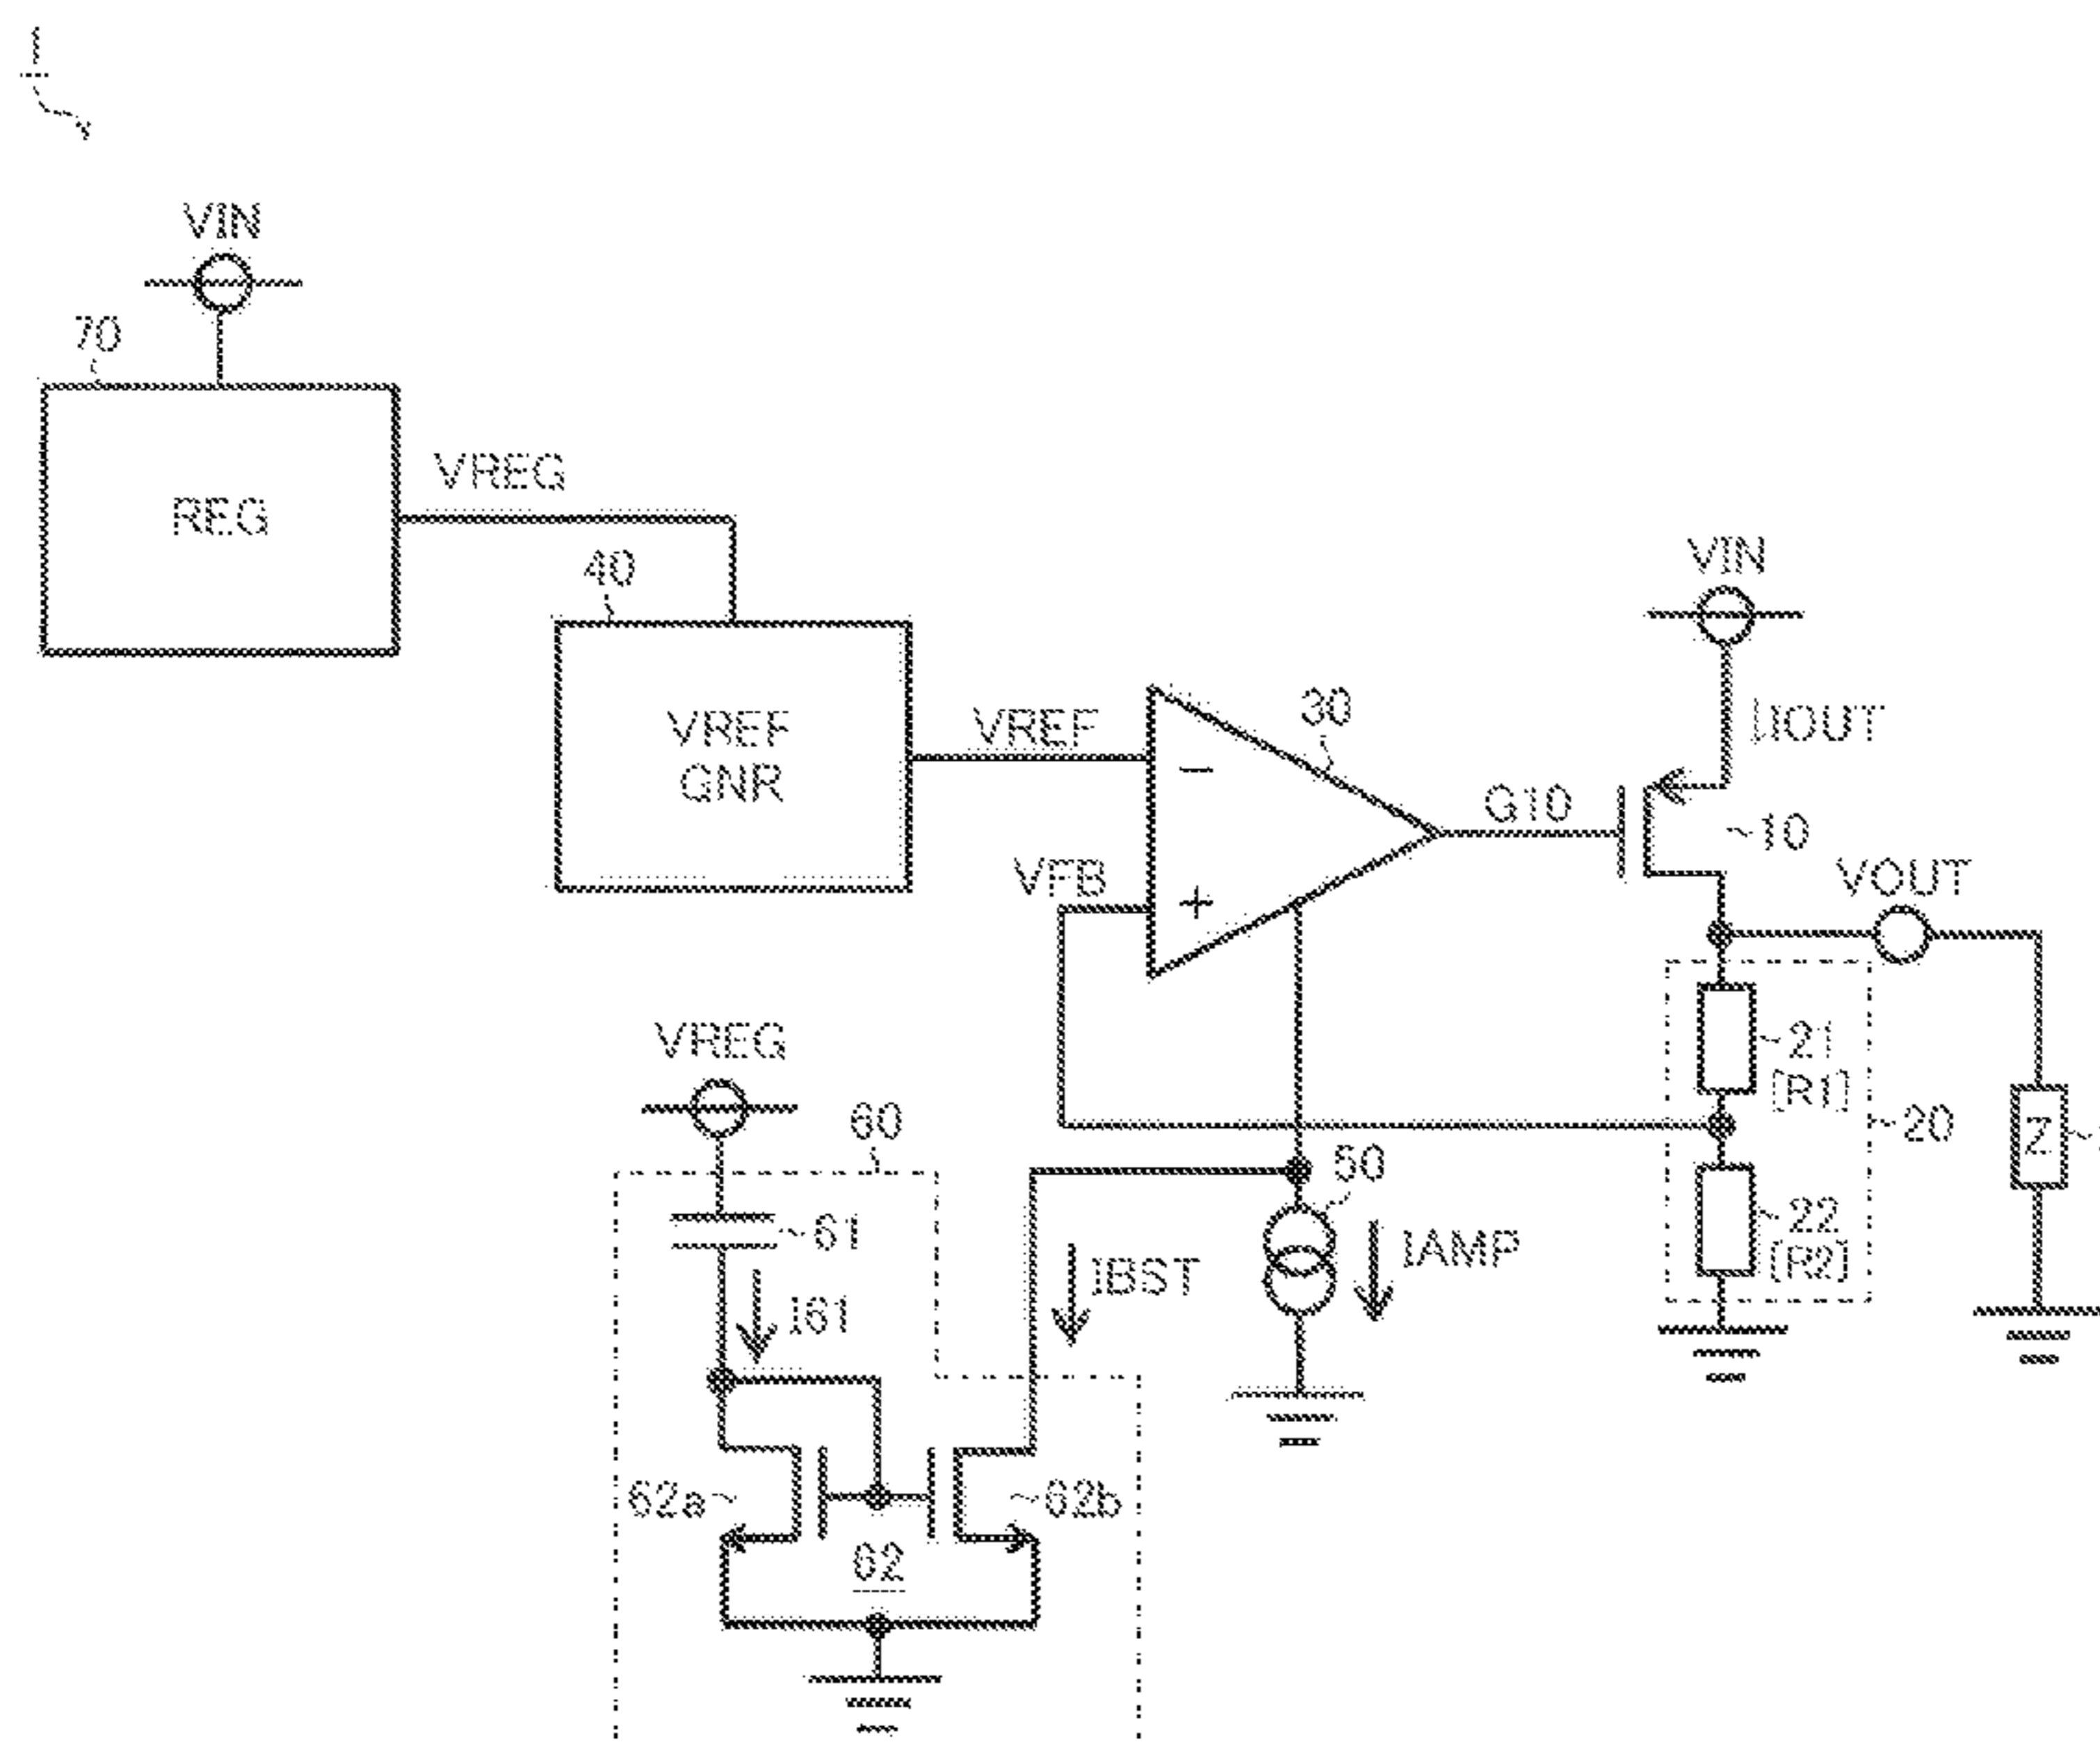 1
VIN
70
REG
VREG
40
VREF
GNR
VREF
30
VFB
−
+
G10
VIN
IOUT
~10
VOUT
~21
[R1]
~20
~22
[R2]
Z
VREG
60
~61
I61
IBST
50
IAMP
62a~
~62b
62